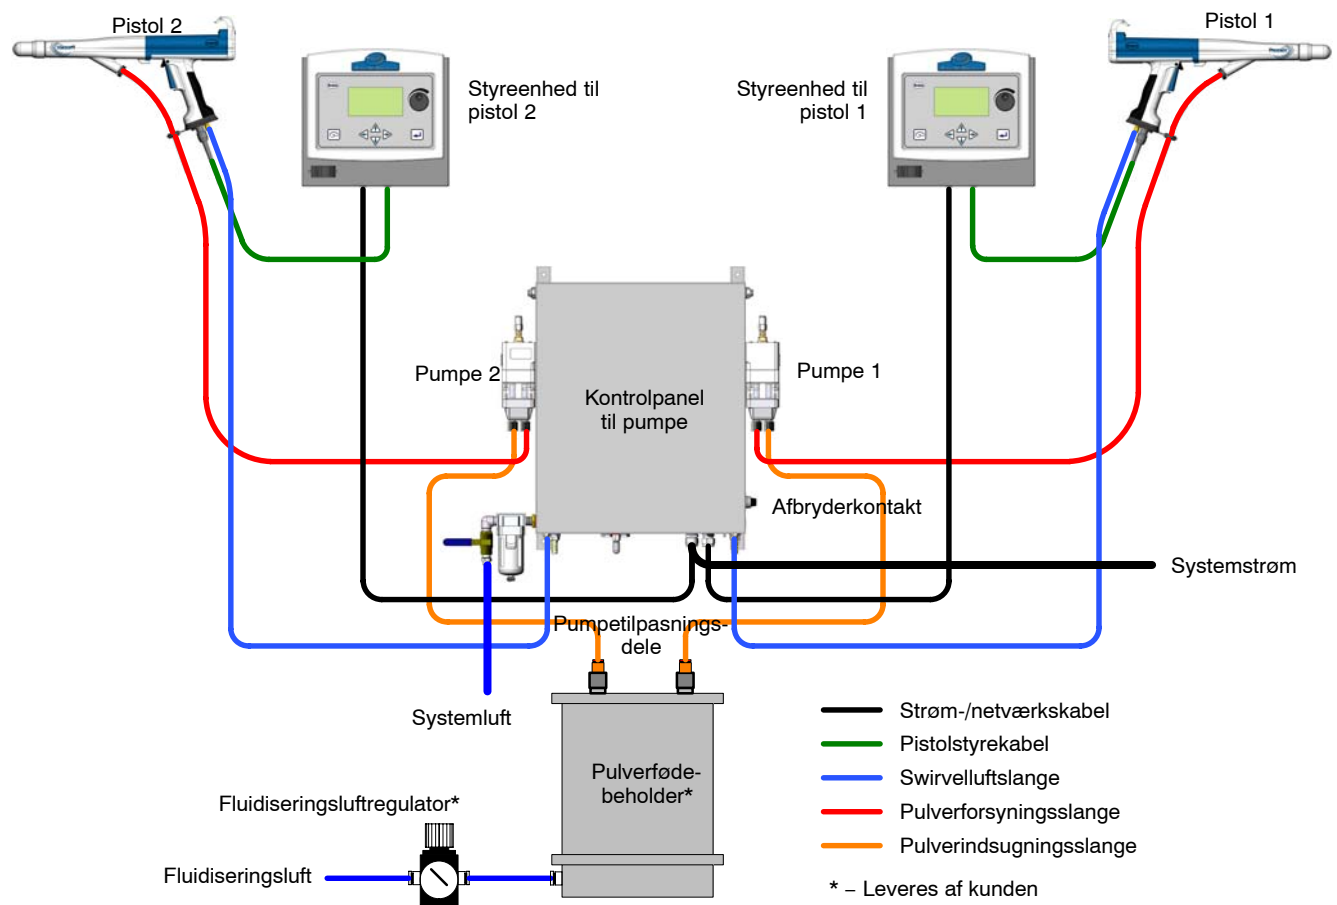 Pistol 2
Pistol 1
Styreenhed til
pistol 2
Styreenhed til
pistol 1
Pumpe 2
Pumpe 1
Kontrolpanel
til pumpe
Afbryderkontakt
Systemstrøm
Pumpetilpasnings-
dele
Systemluft
Pulverføde-
beholder*
Fluidiseringsluftregulator*
Fluidiseringsluft
Strøm-/netværkskabel
Pistolstyrekabel
Swirvelluftslange
Pulverforsyningsslange
Pulverindsugningsslange
* – Leveres af kunden